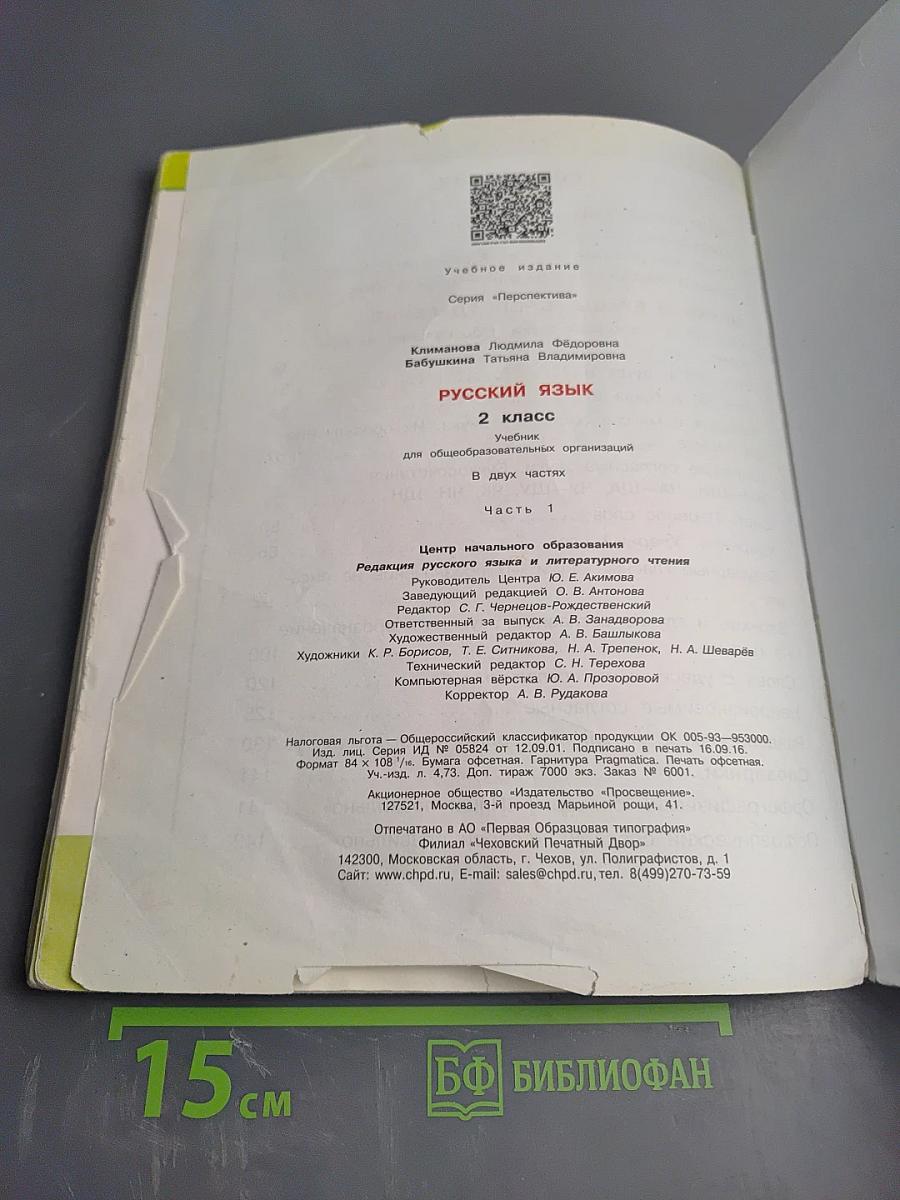 Учебное издание
Серия «Перспектива»
Климанова Людмила Фёдоровна
Бабушкина Татьяна Владимировна
РУССКИЙ ЯЗЫК
2 класс
Учебник
для общеобразовательных организаций
В двух частях
Часть 1
Центр начального образования
Редакция русского языка и литературного чтения
Руководитель Центра Ю. Е. Акимова
Заведующий редакцией О. В. Антонова
Редактор С. Г. Чернецов-Рождественский
Ответственный за выпуск А. В. Занадворова
Художественный редактор А. В. Башлыкова
Художники К. Р. Борисов, Т. Е. Ситникова, Н. А. Трепенок, Н. А. Шеварёв
Технический редактор С. Н. Терехова
Компьютерная вёрстка Ю. А. Прозоровой
Корректор А. В. Рудакова
Налоговая льгота — Общероссийский классификатор продукции ОК 005-93—953000.
Изд. лиц. Серия ИД № 05824 от 12.09.01. Подписано в печать 16.09.16.
Формат 84 × 108 1/16. Бумага офсетная. Гарнитура Pragmatica. Печать офсетная.
Уч.-изд. л. 4,73. Доп. тираж 7000 экз. Заказ № 6001.
Акционерное общество «Издательство «Просвещение».
127521, Москва, 3-й проезд Марьиной рощи, 41.
Отпечатано в АО «Первая Образцовая типография»
Филиал «Чеховский Печатный Двор»
142300, Московская область, г. Чехов, ул. Полиграфистов, д. 1
Сайт: www.chpd.ru, E-mail: sales@chpd.ru, тел. 8(499)270-73-59
15 см
БФ БИБЛИОФАН